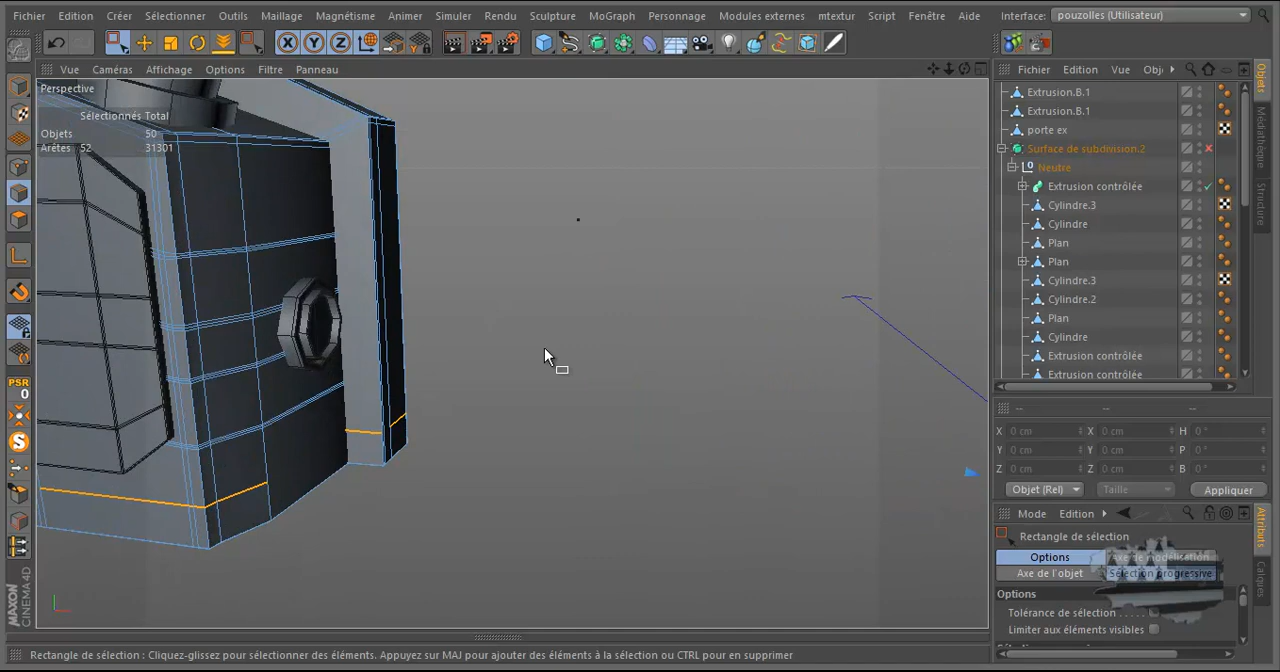 Fichier Edition Créer Sélectionner Outils Maillage Magnétisme Animer Simuler Rendu Sculpture MoGraph Personnage Modules externes mtextur Script Fenêtre Aide Interface: pouzolles (Utilisateur)
X Y Z
Vue Caméras Affichage Options Filtre Panneau
Fichier Edition Vue Obj
Perspective
Sélectionnés Total
Objets 50
Arêtes 52 31301
Extrusion.B.1
Extrusion.B.1
porte ex
Surface de subdivision.2
Neutre
Extrusion contrôlée
Cylindre.3
Cylindre
Plan
Plan
Cylindre.3
Cylindre.2
Plan
Cylindre
Extrusion contrôlée
Extrusion contrôlée
Objets
Médiathèque
Structure
PSR
0
S
-- -- --
X 0 cm X 0 cm H 0 °
Y 0 cm Y 0 cm P 0 °
Z 0 cm Z 0 cm B 0 °
Objet (Rel) Taille Appliquer
Mode Edition
Rectangle de sélection
Options Axe de modélisation
Axe de l'objet Sélection progressive
Options
Tolérance de sélection
Limiter aux éléments visibles
Attributs
Calques
MAXON
CINEMA 4D
Rectangle de sélection : Cliquez-glissez pour sélectionner des éléments. Appuyez sur MAJ pour ajouter des éléments à la sélection ou CTRL pour en supprimer